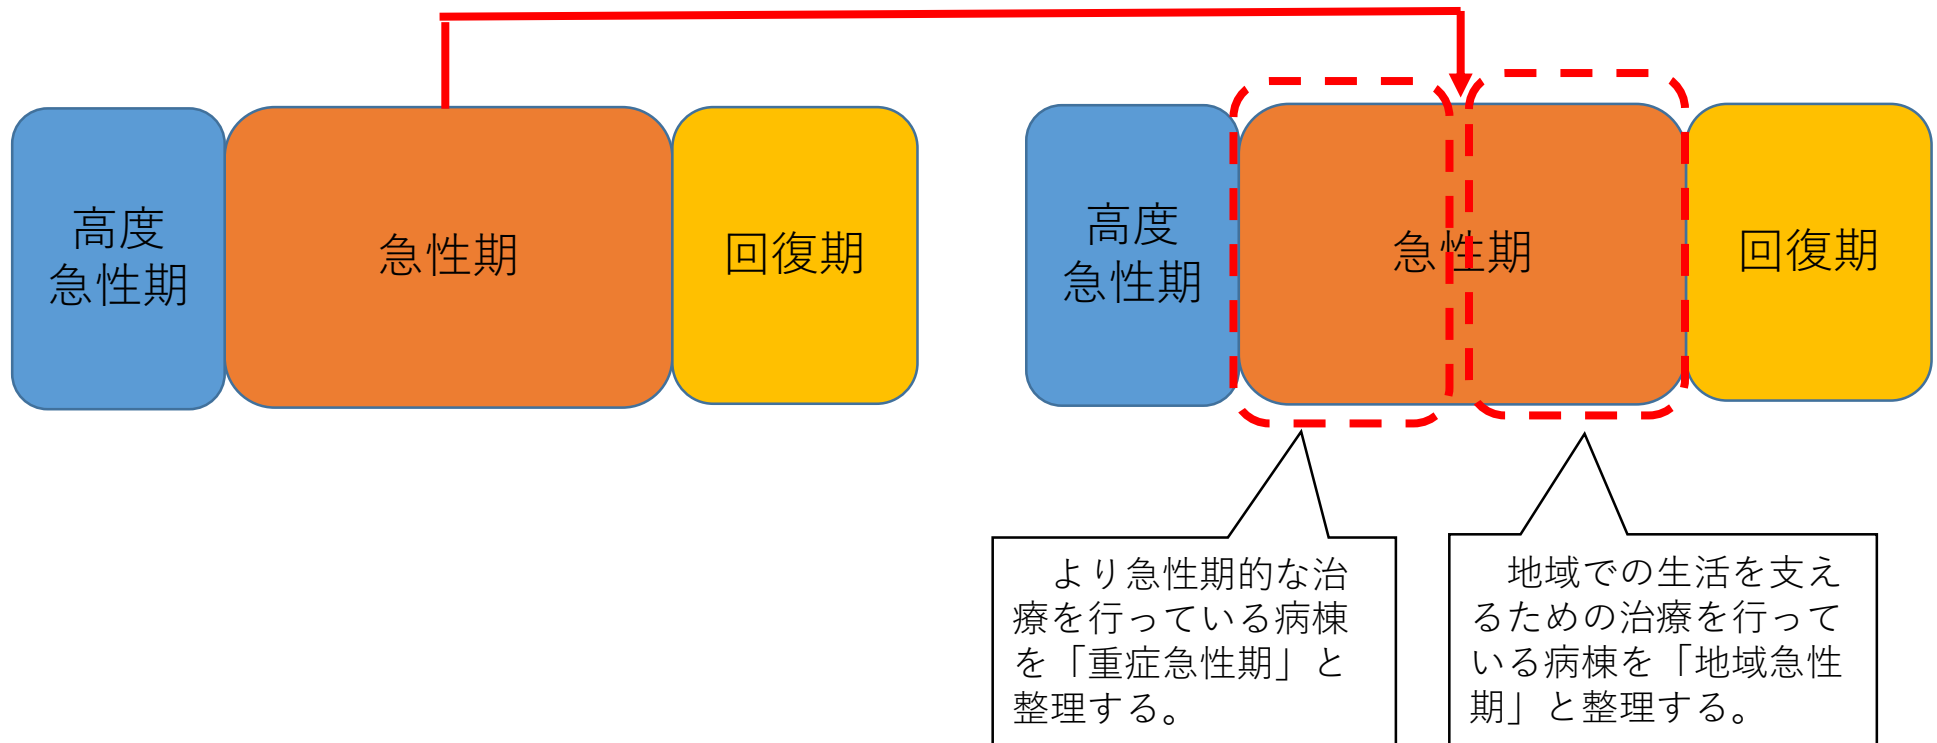 高度
急性期
急性期
回復期
高度
急性期
急性期
回復期
より急性期的な治
療を行っている病棟
を「重症急性期」と
整理する。
地域での生活を支え
るための治療を行って
いる病棟を「地域急性
期」と整理する。